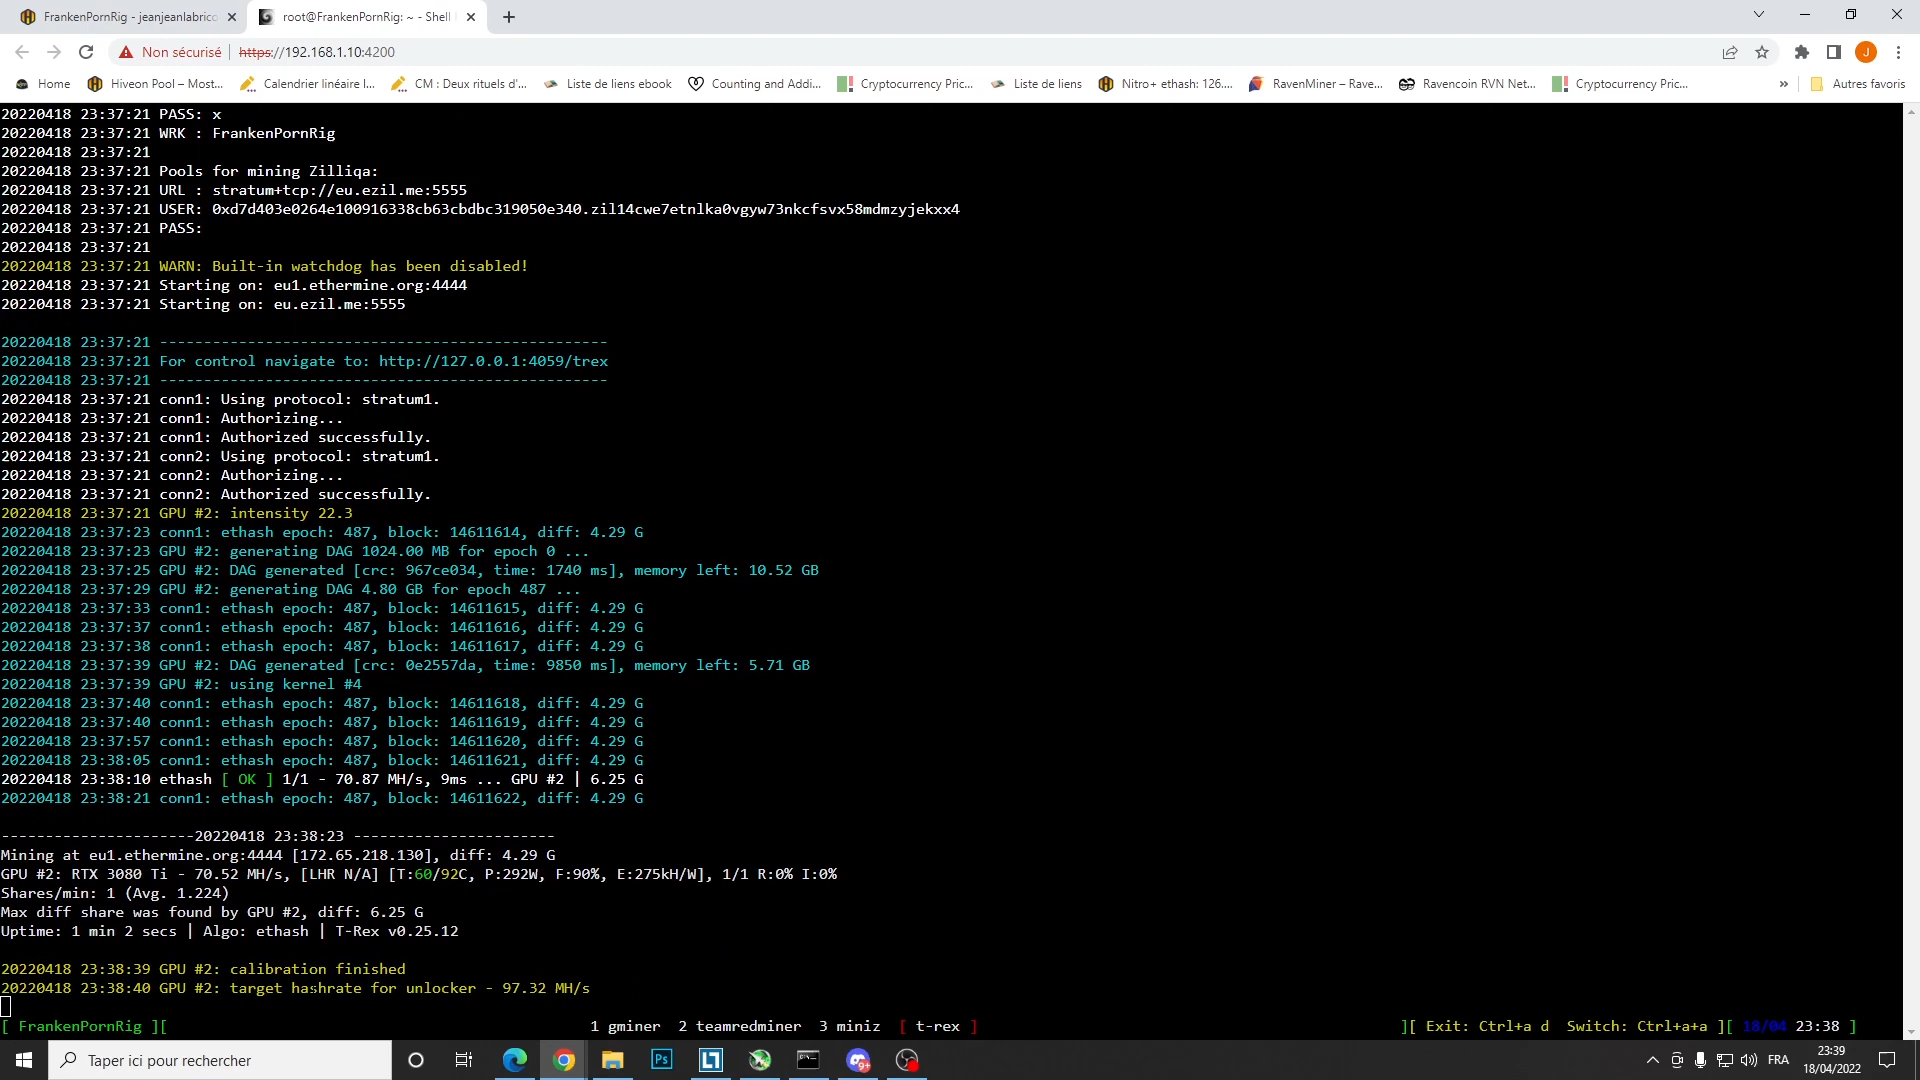 FrankenPornRig - jeanjeanlabrico
root@FrankenPornRig: ~ - Shell
Non sécurisé
https://192.168.1.10:4200
J
Home
Hiveon Pool – Most...
Calendrier linéaire l...
CM : Deux rituels d'...
Liste de liens ebook
Counting and Addi...
Cryptocurrency Pric...
Liste de liens
Nitro+ ethash: 126....
RavenMiner – Rave...
Ravencoin RVN Net...
Cryptocurrency Pric...
»
Autres favoris
20220418 23:37:21 PASS: x
20220418 23:37:21 WRK : FrankenPornRig
20220418 23:37:21
20220418 23:37:21 Pools for mining Zilliqa:
20220418 23:37:21 URL : stratum+tcp://eu.ezil.me:5555
20220418 23:37:21 USER: 0xd7d403e0264e100916338cb63cbdbc319050e340.zil14cwe7etnlka0vgyw73nkcfsvx58mdmzyjekxx4
20220418 23:37:21 PASS:
20220418 23:37:21
20220418 23:37:21 WARN: Built-in watchdog has been disabled!
20220418 23:37:21 Starting on: eu1.ethermine.org:4444
20220418 23:37:21 Starting on: eu.ezil.me:5555
20220418 23:37:21 ---------------------------------------------------
20220418 23:37:21 For control navigate to: http://127.0.0.1:4059/trex
20220418 23:37:21 ---------------------------------------------------
20220418 23:37:21 conn1: Using protocol: stratum1.
20220418 23:37:21 conn1: Authorizing...
20220418 23:37:21 conn1: Authorized successfully.
20220418 23:37:21 conn2: Using protocol: stratum1.
20220418 23:37:21 conn2: Authorizing...
20220418 23:37:21 conn2: Authorized successfully.
20220418 23:37:21 GPU #2: intensity 22.3
20220418 23:37:23 conn1: ethash epoch: 487, block: 14611614, diff: 4.29 G
20220418 23:37:23 GPU #2: generating DAG 1024.00 MB for epoch 0 ...
20220418 23:37:25 GPU #2: DAG generated [crc: 967ce034, time: 1740 ms], memory left: 10.52 GB
20220418 23:37:29 GPU #2: generating DAG 4.80 GB for epoch 487 ...
20220418 23:37:33 conn1: ethash epoch: 487, block: 14611615, diff: 4.29 G
20220418 23:37:37 conn1: ethash epoch: 487, block: 14611616, diff: 4.29 G
20220418 23:37:38 conn1: ethash epoch: 487, block: 14611617, diff: 4.29 G
20220418 23:37:39 GPU #2: DAG generated [crc: 0e2557da, time: 9850 ms], memory left: 5.71 GB
20220418 23:37:39 GPU #2: using kernel #4
20220418 23:37:40 conn1: ethash epoch: 487, block: 14611618, diff: 4.29 G
20220418 23:37:40 conn1: ethash epoch: 487, block: 14611619, diff: 4.29 G
20220418 23:37:57 conn1: ethash epoch: 487, block: 14611620, diff: 4.29 G
20220418 23:38:05 conn1: ethash epoch: 487, block: 14611621, diff: 4.29 G
20220418 23:38:10 ethash [ OK ] 1/1 - 70.87 MH/s, 9ms ... GPU #2 | 6.25 G
20220418 23:38:21 conn1: ethash epoch: 487, block: 14611622, diff: 4.29 G
----------------------20220418 23:38:23 -----------------------
Mining at eu1.ethermine.org:4444 [172.65.218.130], diff: 4.29 G
GPU #2: RTX 3080 Ti - 70.52 MH/s, [LHR N/A] [T:60/92C, P:292W, F:90%, E:275kH/W], 1/1 R:0% I:0%
Shares/min: 1 (Avg. 1.224)
Max diff share was found by GPU #2, diff: 6.25 G
Uptime: 1 min 2 secs | Algo: ethash | T-Rex v0.25.12
20220418 23:38:39 GPU #2: calibration finished
20220418 23:38:40 GPU #2: target hashrate for unlocker - 97.32 MH/s
[ FrankenPornRig ][ 1 gminer 2 teamredminer 3 miniz [ t-rex ] ][ Exit: Ctrl+a d Switch: Ctrl+a+a ][ 18/04 23:38 ]
Taper ici pour rechercher
Ps
9+
FRA
23:39
18/04/2022